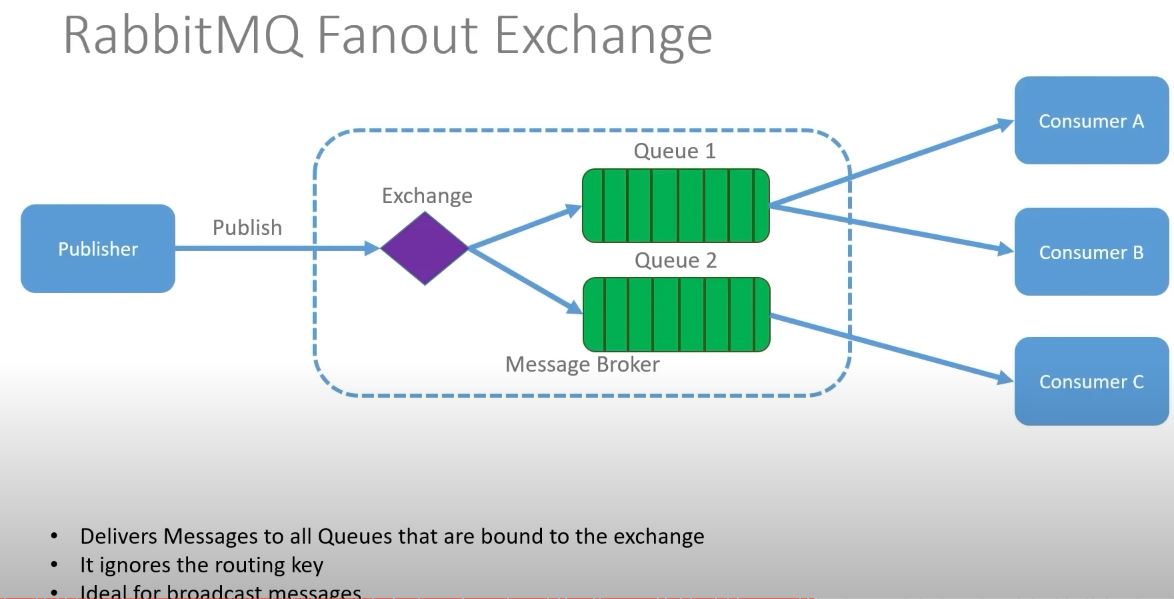 RabbitMQ Fanout Exchange
Consumer A
Queue 1
Exchange
Publish
Publisher
Consumer B
Queue 2
Message Broker
Consumer C
• Delivers Messages to all Queues that are bound to the exchange
• It ignores the routing key
• Ideal for broadcast messages